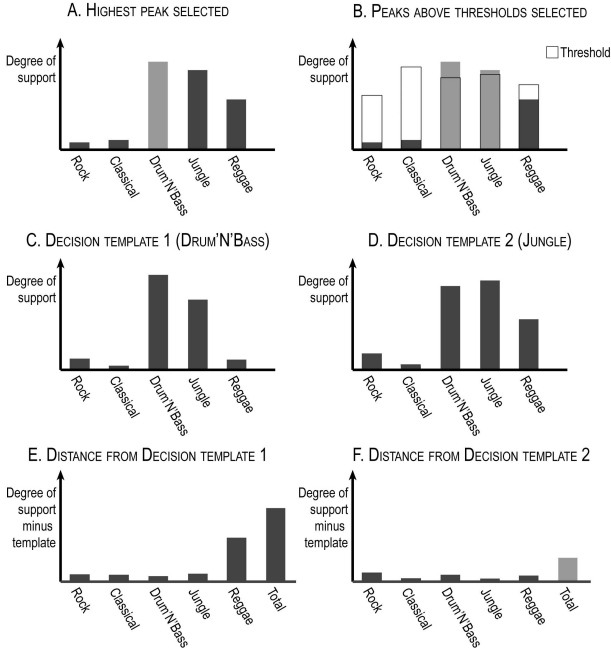 A. Highest peak selected
Degree of
support
Rock
Classical
Drum'N'Bass
Jungle
Reggae
B. Peaks above thresholds selected
Degree of
support
Threshold
Rock
Classical
Drum'N'Bass
Jungle
Reggae
C. Decision template 1 (Drum'N'Bass)
Degree of
support
Rock
Classical
Drum'N'Bass
Jungle
Reggae
D. Decision template 2 (Jungle)
Degree of
support
Rock
Classical
Drum'N'Bass
Jungle
Reggae
E. Distance from Decision template 1
Degree of
support
minus
template
Rock
Classical
Drum'N'Bass
Jungle
Reggae
Total
F. Distance from Decision template 2
Degree of
support
minus
template
Rock
Classical
Drum'N'Bass
Jungle
Reggae
Total